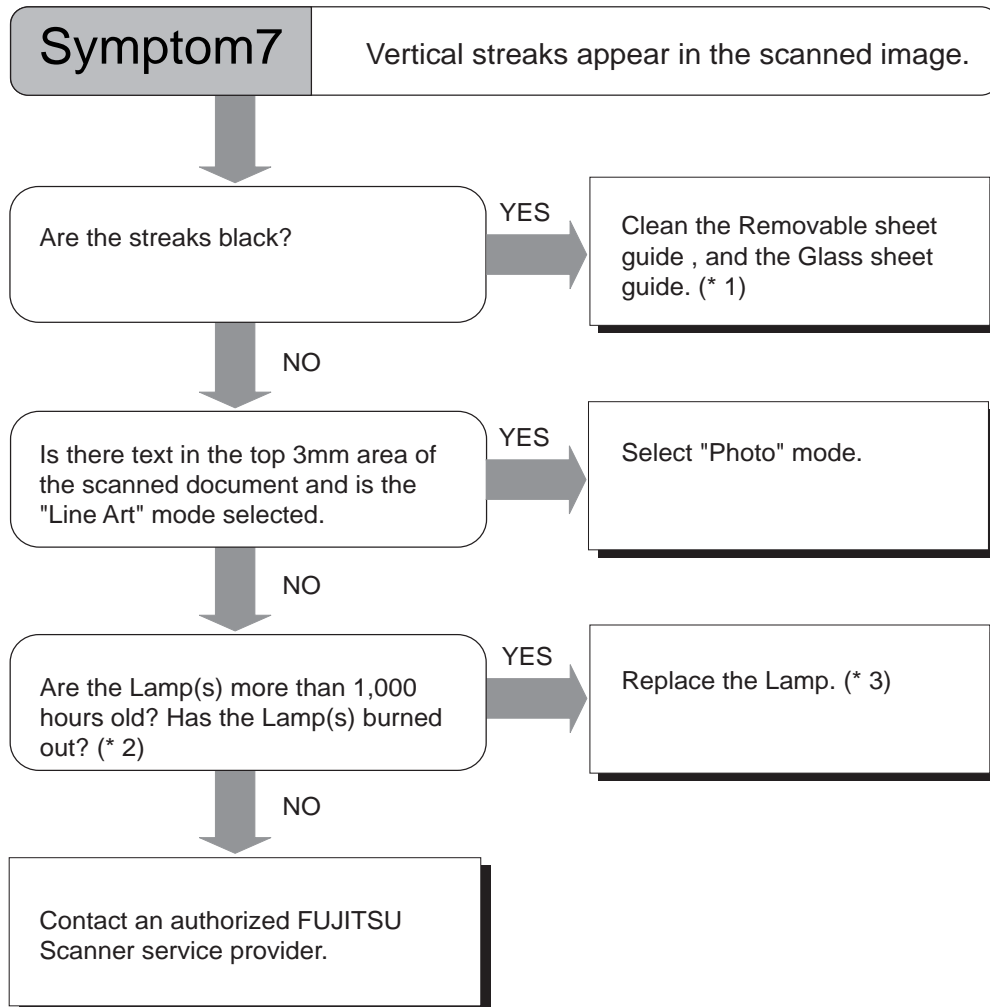 Symptom7
Vertical streaks appear in the scanned image.
Are the streaks black?
YES
Clean the Removable sheet
guide , and the Glass sheet
guide. (* 1)
NO
Is there text in the top 3mm area of
the scanned document and is the
"Line Art" mode selected.
YES
Select "Photo" mode.
NO
Are the Lamp(s) more than 1,000
hours old? Has the Lamp(s) burned
out? (* 2)
YES
Replace the Lamp. (* 3)
NO
Contact an authorized FUJITSU
Scanner service provider.